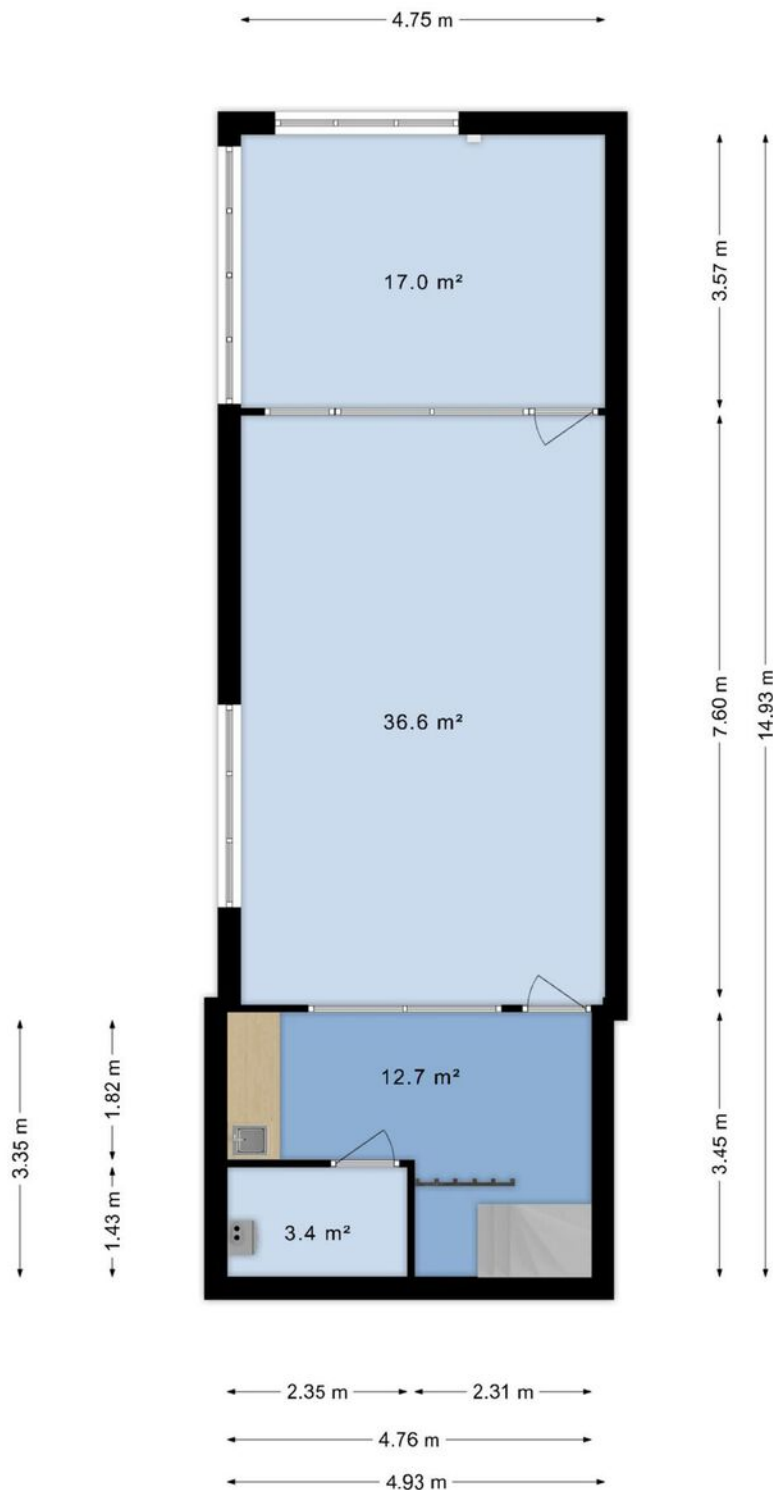 4.75 m
17.0 m²
3.57 m
36.6 m²
7.60 m
14.93 m
12.7 m²
1.82 m
3.35 m
3.45 m
1.43 m
3.4 m²
2.35 m
2.31 m
4.76 m
4.93 m